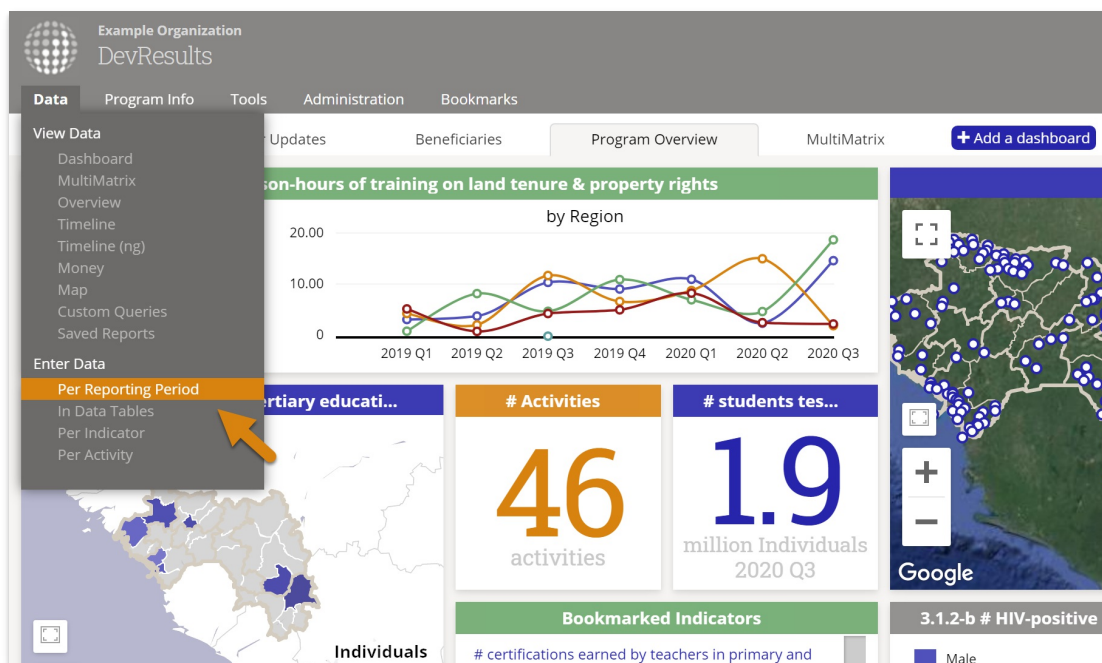 Example Organization
DevResults
Data Program Info Tools Administration Bookmarks
View Data
Dashboard
MultiMatrix
Overview
Timeline
Timeline (ng)
Money
Map
Custom Queries
Saved Reports
Enter Data
Per Reporting Period
In Data Tables
Per Indicator
Per Activity
Updates Beneficiaries Program Overview MultiMatrix + Add a dashboard
of training on land tenure & property rights
by Region
20.00
10.00
0
2019 Q1 2019 Q2 2019 Q3 2019 Q4 2020 Q1 2020 Q2 2020 Q3
Individuals
# Activities
46
activities
# students tes...
1.9
million Individuals
2020 Q3
Bookmarked Indicators
# certifications earned by teachers in primary and
Google
3.1.2-b # HIV-positive
Male